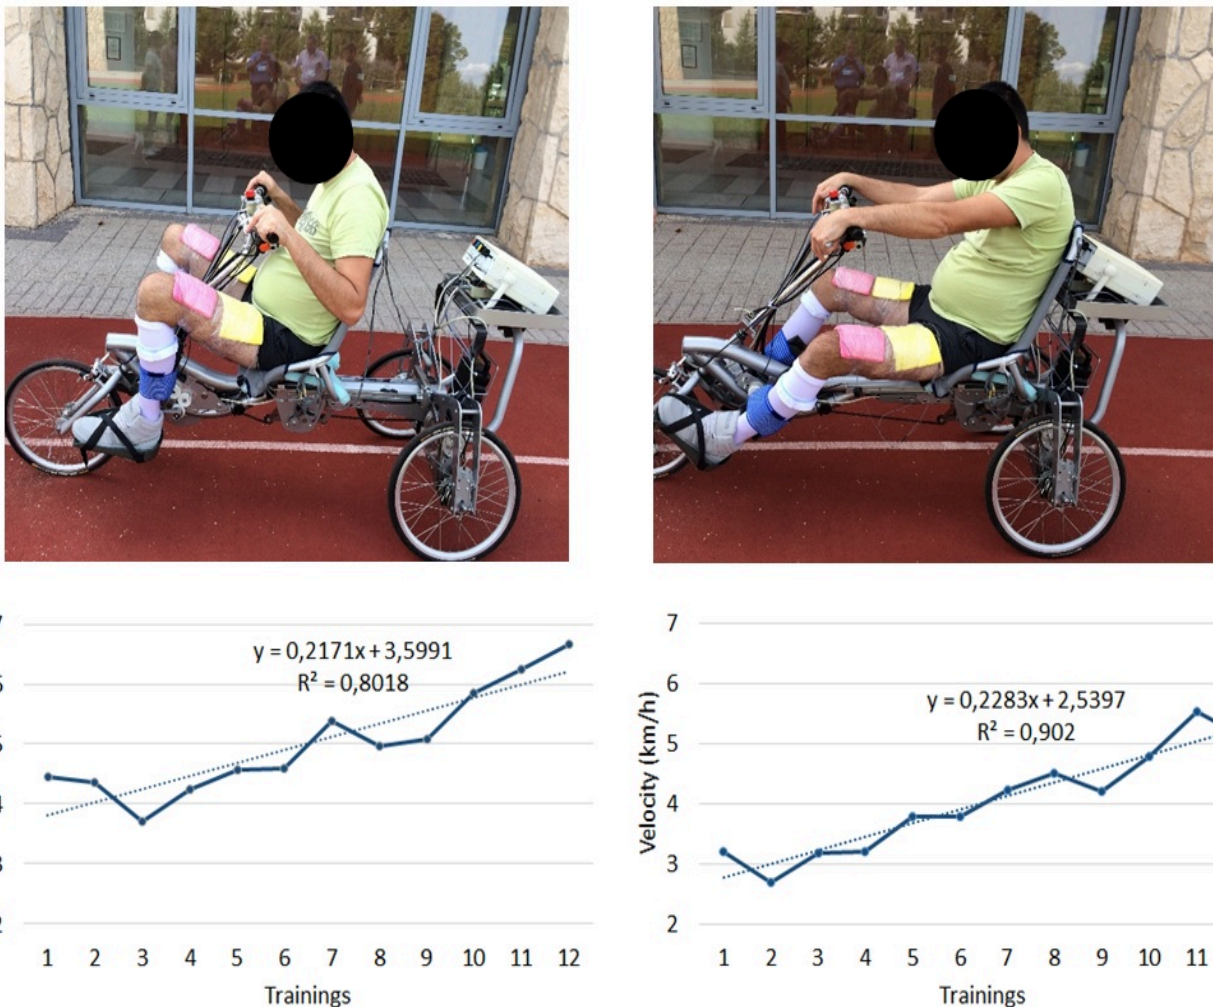 y = 0,2171x + 3,5991
R² = 0,8018
1 2 3 4 5 6 7 8 9 10 11 12
Trainings
7
6
5
4
3
2
Velocity (km/h)
y = 0,2283x + 2,5397
R² = 0,902
1 2 3 4 5 6 7 8 9 10 11
Trainings